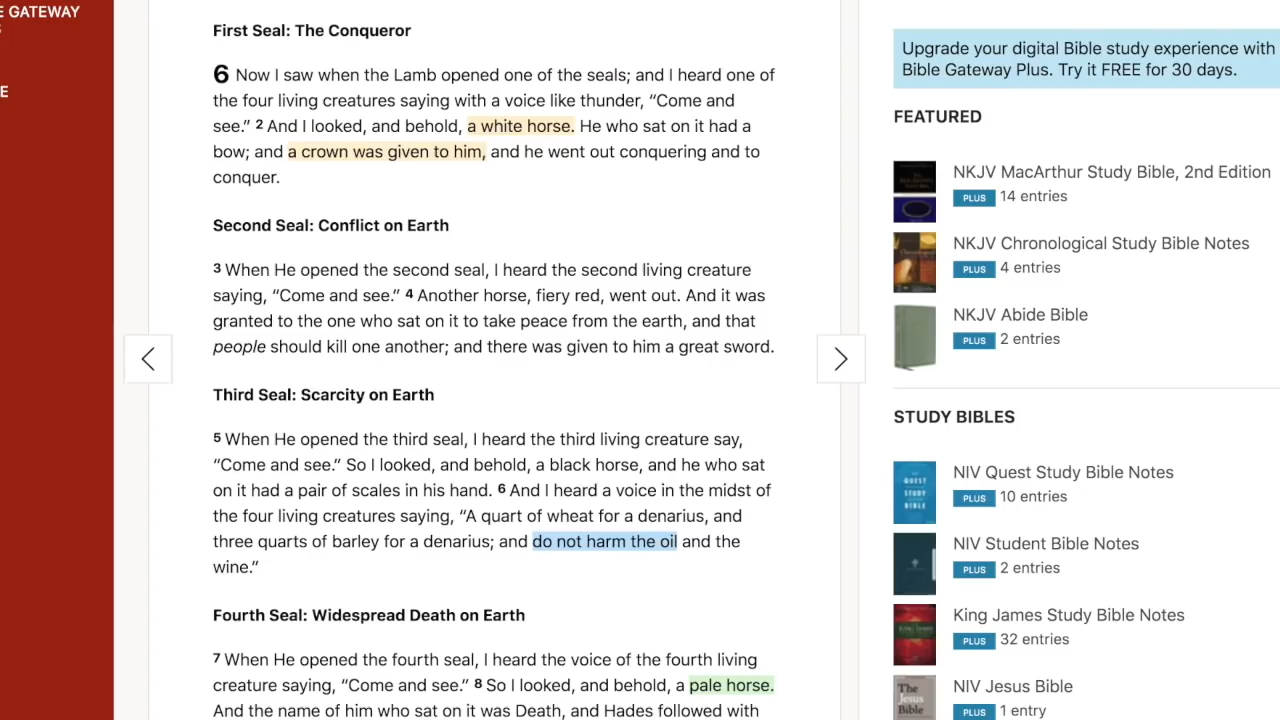 E GATEWAY
E
First Seal: The Conqueror
6 Now I saw when the Lamb opened one of the seals; and I heard one of
the four living creatures saying with a voice like thunder, “Come and
see.” 2 And I looked, and behold, a white horse. He who sat on it had a
bow; and a crown was given to him, and he went out conquering and to
conquer.
Second Seal: Conflict on Earth
3 When He opened the second seal, I heard the second living creature
saying, “Come and see.” 4 Another horse, fiery red, went out. And it was
granted to the one who sat on it to take peace from the earth, and that
people should kill one another; and there was given to him a great sword.
Third Seal: Scarcity on Earth
5 When He opened the third seal, I heard the third living creature say,
“Come and see.” So I looked, and behold, a black horse, and he who sat
on it had a pair of scales in his hand. 6 And I heard a voice in the midst of
the four living creatures saying, “A quart of wheat for a denarius, and
three quarts of barley for a denarius; and do not harm the oil and the
wine.”
Fourth Seal: Widespread Death on Earth
7 When He opened the fourth seal, I heard the voice of the fourth living
creature saying, “Come and see.” 8 So I looked, and behold, a pale horse.
And the name of him who sat on it was Death, and Hades followed with
Upgrade your digital Bible study experience with
Bible Gateway Plus. Try it FREE for 30 days.
FEATURED
NKJV MacArthur Study Bible, 2nd Edition
PLUS 14 entries
NKJV Chronological Study Bible Notes
PLUS 4 entries
NKJV Abide Bible
PLUS 2 entries
STUDY BIBLES
QUEST
STUDY
BIBLE
NIV Quest Study Bible Notes
PLUS 10 entries
NIV Student Bible Notes
PLUS 2 entries
King James Study Bible Notes
PLUS 32 entries
The
Jesus
Bible
NIV Jesus Bible
PLUS 1 entry